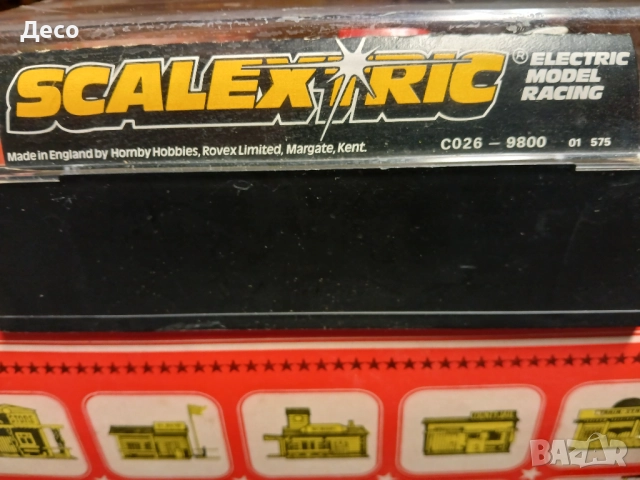 Деco
SCALEXTRIC® ELECTRIC
MODEL
RACING
Made in England by Hornby Hobbies, Rovex Limited, Margate, Kent.
C026 – 9800 01 575
bazar